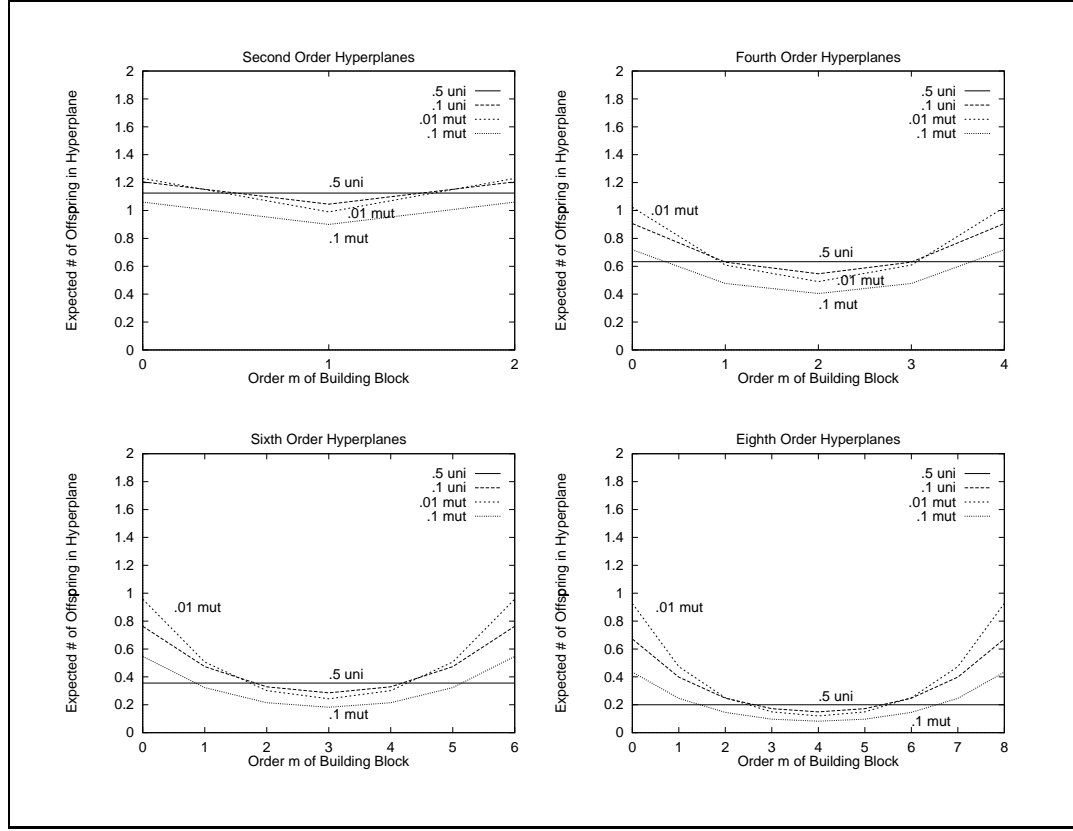 Second Order Hyperplanes
Expected # of Offspring in Hyperplane
2
1.8
1.6
1.4
1.2
1
0.8
0.6
0.4
0.2
0
.5 uni
.1 uni
.01 mut
.1 mut
.5 uni
.01 mut
.1 mut
0 1 2
Order m of Building Block
Fourth Order Hyperplanes
Expected # of Offspring in Hyperplane
2
1.8
1.6
1.4
1.2
1
0.8
0.6
0.4
0.2
0
.5 uni
.1 uni
.01 mut
.1 mut
.01 mut
.5 uni
.01 mut
.1 mut
0 1 2 3 4
Order m of Building Block
Sixth Order Hyperplanes
Expected # of Offspring in Hyperplane
2
1.8
1.6
1.4
1.2
1
0.8
0.6
0.4
0.2
0
.5 uni
.1 uni
.01 mut
.1 mut
.01 mut
.5 uni
.1 mut
0 1 2 3 4 5 6
Order m of Building Block
Eighth Order Hyperplanes
Expected # of Offspring in Hyperplane
2
1.8
1.6
1.4
1.2
1
0.8
0.6
0.4
0.2
0
.5 uni
.1 uni
.01 mut
.1 mut
.01 mut
.5 uni
.1 mut
0 1 2 3 4 5 6 7 8
Order m of Building Block